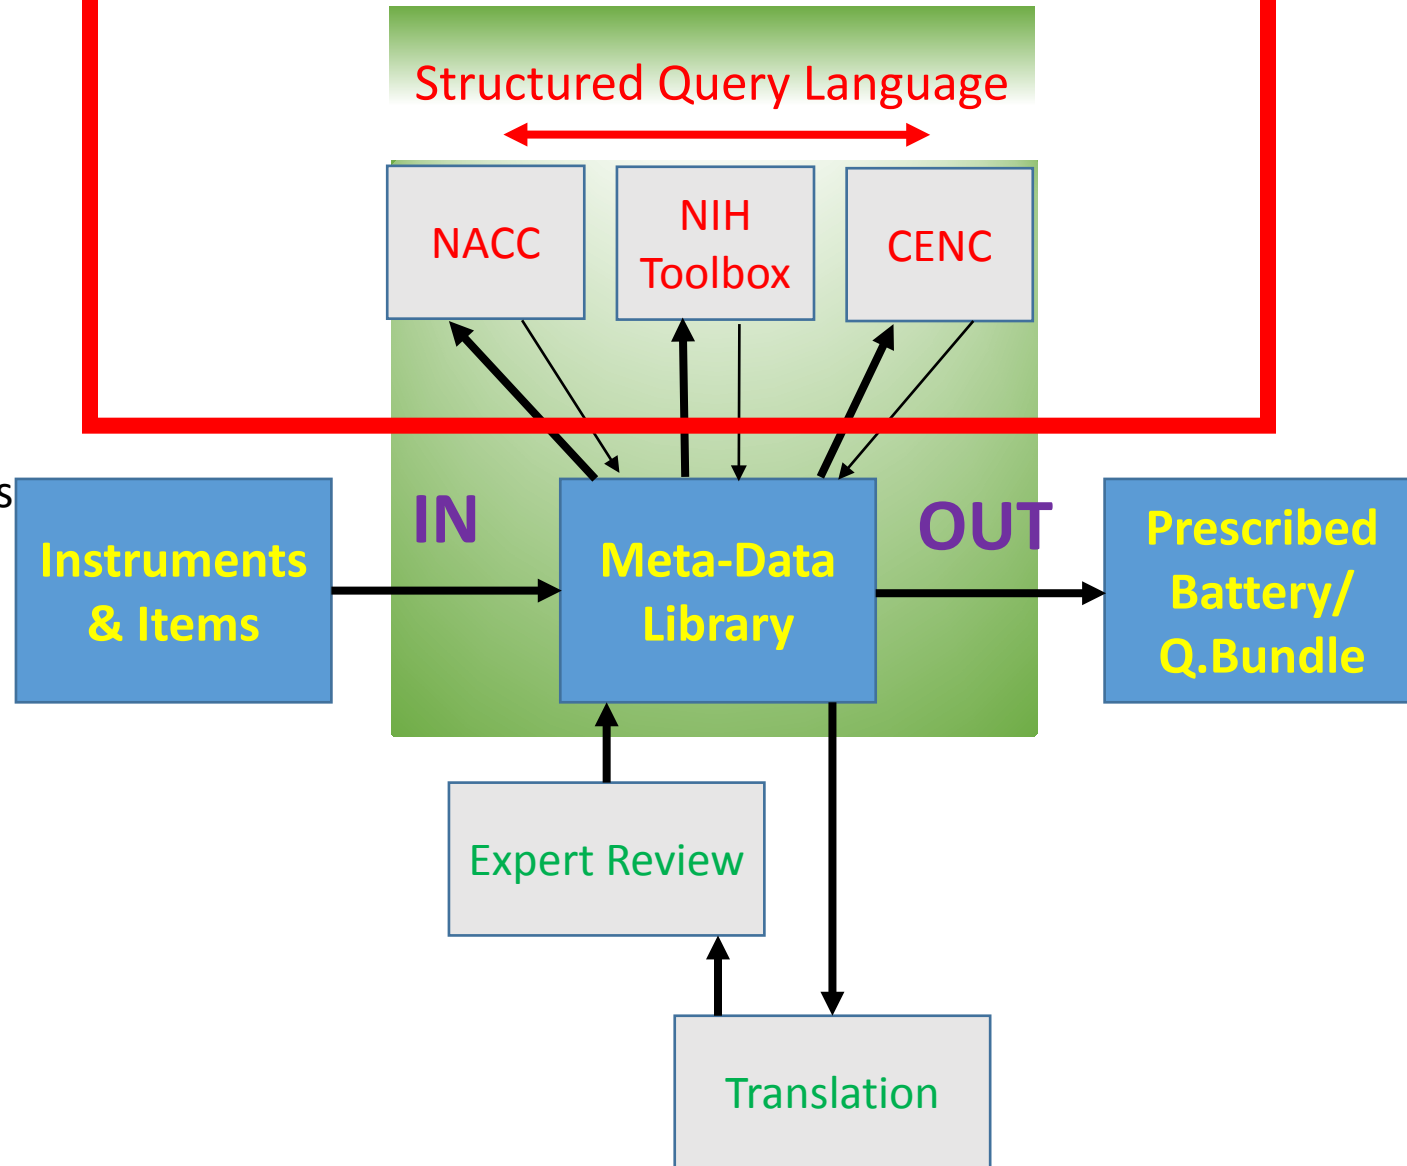 Structured Query Language
NACC
NIH
Toolbox
CENC
s
IN
OUT
Instruments
& Items
Meta-Data
Library
Prescribed
Battery/
Q.Bundle
Expert Review
Translation